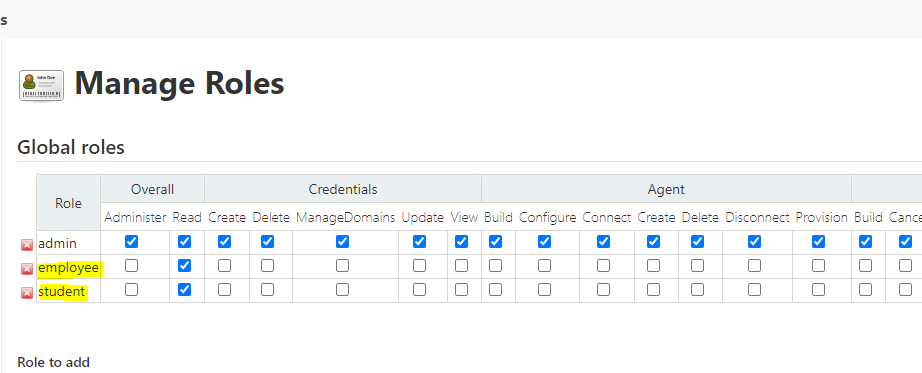 s
John Doe
Manage Roles
Global roles
Role Overall Credentials Agent
Administer Read Create Delete ManageDomains Update View Build Configure Connect Create Delete Disconnect Provision Build Cance
admin
employee
student
Role to add